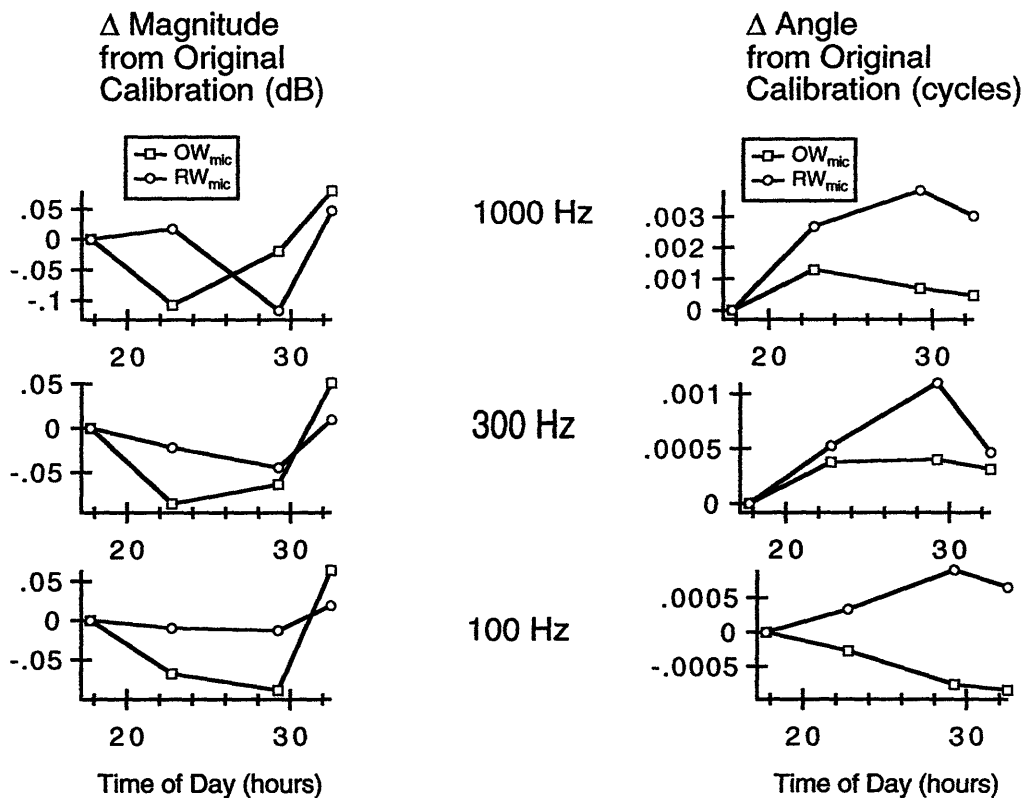 Δ Magnitude
from Original
Calibration (dB)
Δ Angle
from Original
Calibration (cycles)
OWmic
RWmic
.05
0
-.05
-.1
20
30
1000 Hz
OWmic
RWmic
.003
.002
.001
0
20
30
.05
0
-.05
20
30
300 Hz
.001
.0005
0
20
30
.05
0
-.05
20
30
Time of Day (hours)
100 Hz
.0005
0
-.0005
20
30
Time of Day (hours)